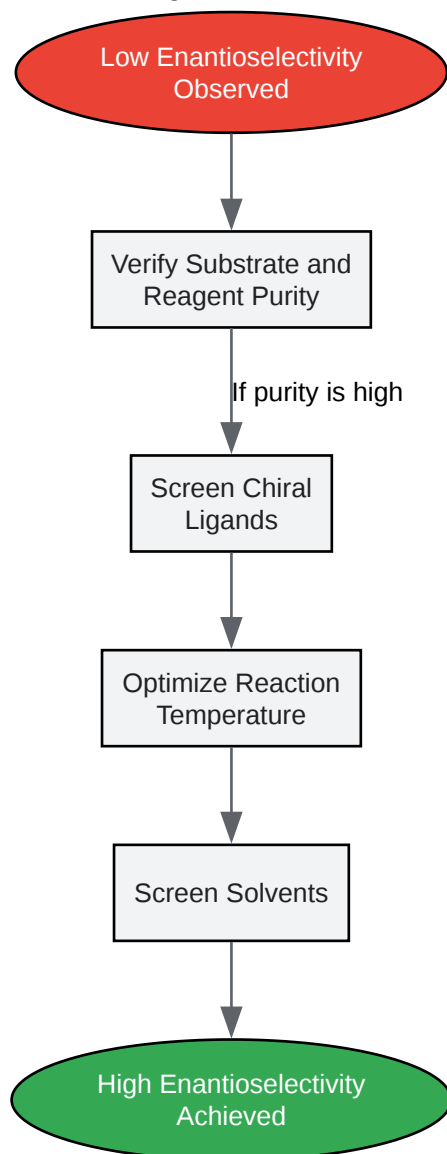 Low Enantioselectivity
Observed
Verify Substrate and
Reagent Purity
If purity is high
Screen Chiral
Ligands
Optimize Reaction
Temperature
Screen Solvents
High Enantioselectivity
Achieved